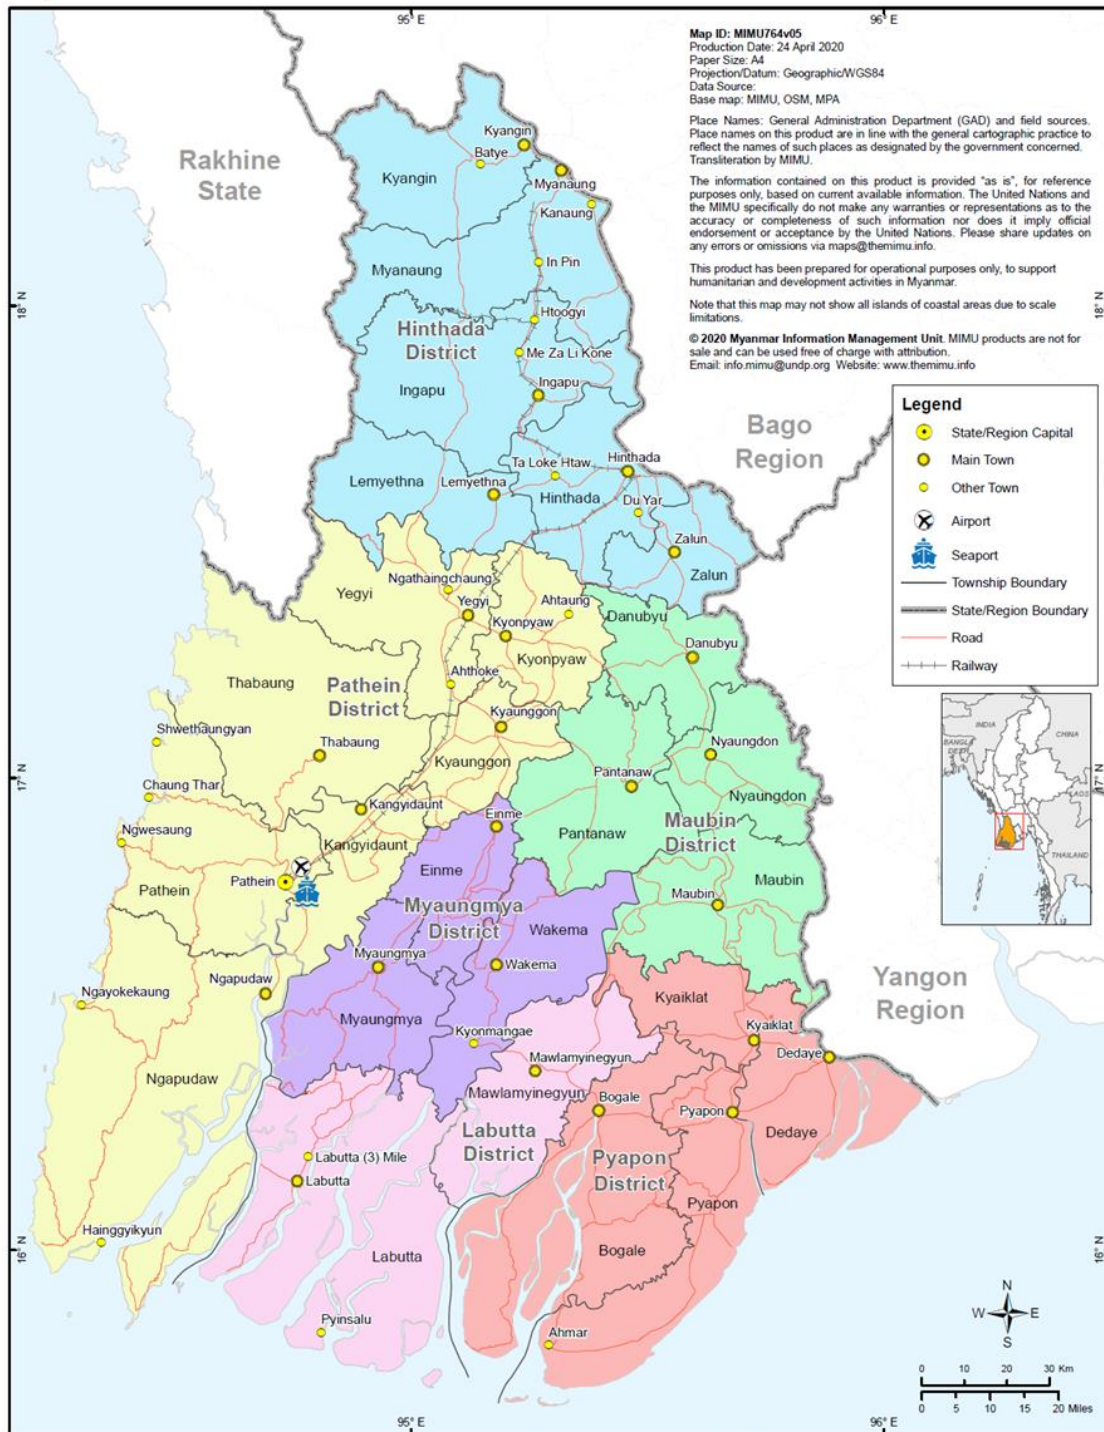 95° E
96° E
Map ID: MIMU764v05
Production Date: 24 April 2020
Paper Size: A4
Projection/Datum: Geographic/WGS84
Data Source:
Base map: MIMU, OSM, MPA
Place Names: General Administration Department (GAD) and field sources.
Place names on this product are in line with the general cartographic practice to
reflect the names of such places as designated by the government concerned.
Transliteration by MIMU.
The information contained on this product is provided "as is", for reference
purposes only, based on current available information. The United Nations and
the MIMU specifically do not make any warranties or representations as to the
accuracy or completeness of such information nor does it imply official
endorsement or acceptance by the United Nations. Please share updates on
any errors or omissions via maps@themimu.info.
This product has been prepared for operational purposes only, to support
humanitarian and development activities in Myanmar.
Note that this map may not show all islands of coastal areas due to scale
limitations.
© 2020 Myanmar Information Management Unit. MIMU products are not for
sale and can be used free of charge with attribution.
Email: info.mimu@undp.org Website: www.themimu.info
Rakhine
State
Kyangin
Batye
Kyangin
Myanaung
Kanaung
Myanaung
In Pin
18° N
18° N
Htoogyi
Hinthada
District
Me Za Li Kone
Ingapu
Ingapu
Bago
Region
Legend
State/Region Capital
Main Town
Other Town
Airport
Seaport
Township Boundary
State/Region Boundary
Road
Railway
Ta Loke Htaw
Hinthada
Lemyethna
Lemyethna
Hinthada
Du Yar
Zalun
Zalun
Ngathaingchaung
Yegyi
Yegyi
Ahtaung
Danubyu
Kyonpyaw
Kyonpyaw
Danubyu
Ahthoke
Thabaung
Pathein
District
Kyaunggon
Shwethaungyan
Thabaung
Kyaunggon
Nyaungdon
Chaung Thar
Pantanaw
Nyaungdon
17° N
17° N
Kangyidaunt
Einme
Maubin
District
Ngwesaung
Kangyidaunt
Pantanaw
Einme
Pathein
Pathein
Maubin
Maubin
Myaungmya
District
Wakema
Myaungmya
Wakema
Ngapudaw
Ngayokekaung
Kyaiklat
Yangon
Region
Myaungmya
Kyonmangae
Kyaiklat
Dedaye
Ngapudaw
Mawlamyinegyun
Mawlamyinegyun
Bogale
Pyapon
Dedaye
Labutta
District
Labutta (3) Mile
Pyapon
District
Labutta
Pyapon
Hainggyikyun
Labutta
Bogale
16° N
16° N
Pyinsalu
Ahmar
INDIA
CHINA
LAOS
THAILAND
N
W
E
S
0 10 20 30 Km
0 5 10 15 20 Miles
95° E
96° E